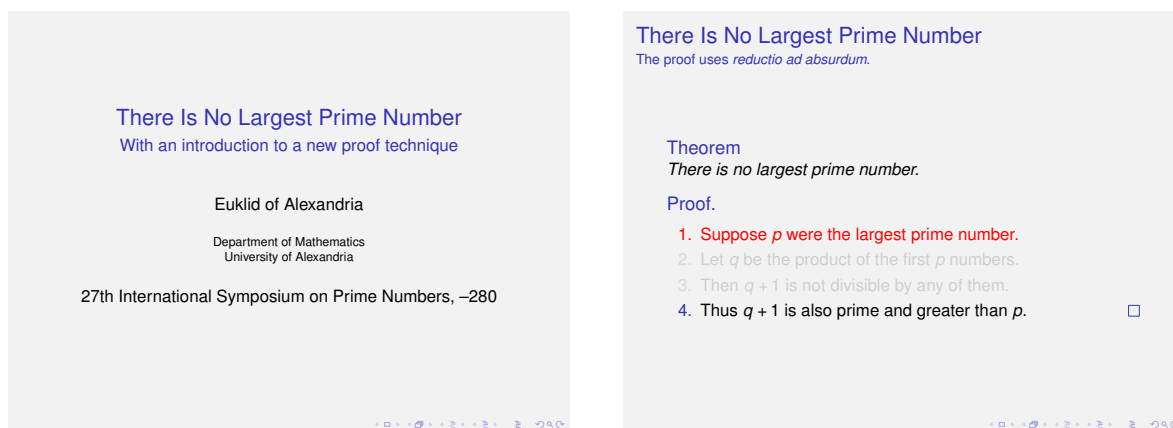 There Is No Largest Prime Number
With an introduction to a new proof technique
Euklid of Alexandria
Department of Mathematics
University of Alexandria
27th International Symposium on Prime Numbers, –280
There Is No Largest Prime Number
The proof uses reductio ad absurdum.
Theorem
There is no largest prime number.
Proof.
1. Suppose p were the largest prime number.
2. Let q be the product of the first p numbers.
3. Then q + 1 is not divisible by any of them.
4. Thus q + 1 is also prime and greater than p.